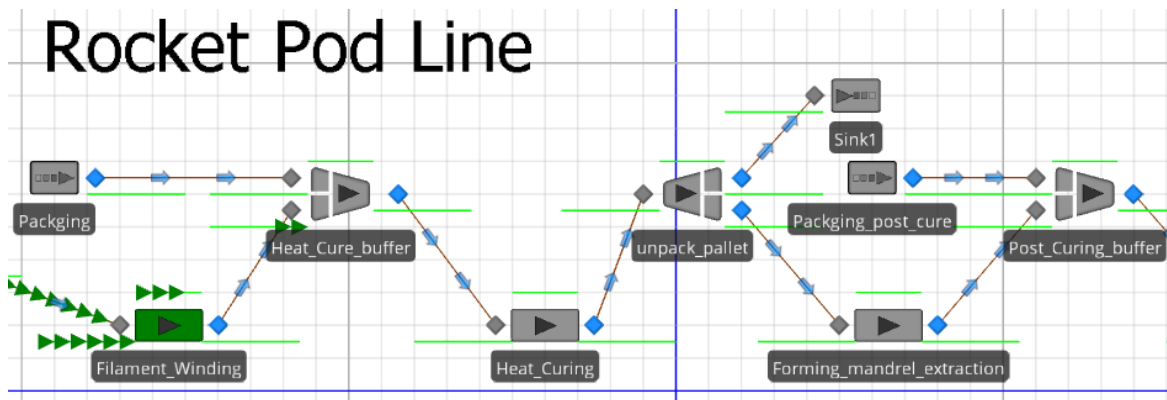 Rocket Pod Line
Sink1
Packging
Heat_Cure_buffer
unpack_pallet
Packging_post_cure
Post_Curing_buffer
Filament_Winding
Heat_Curing
Forming_mandrel_extraction